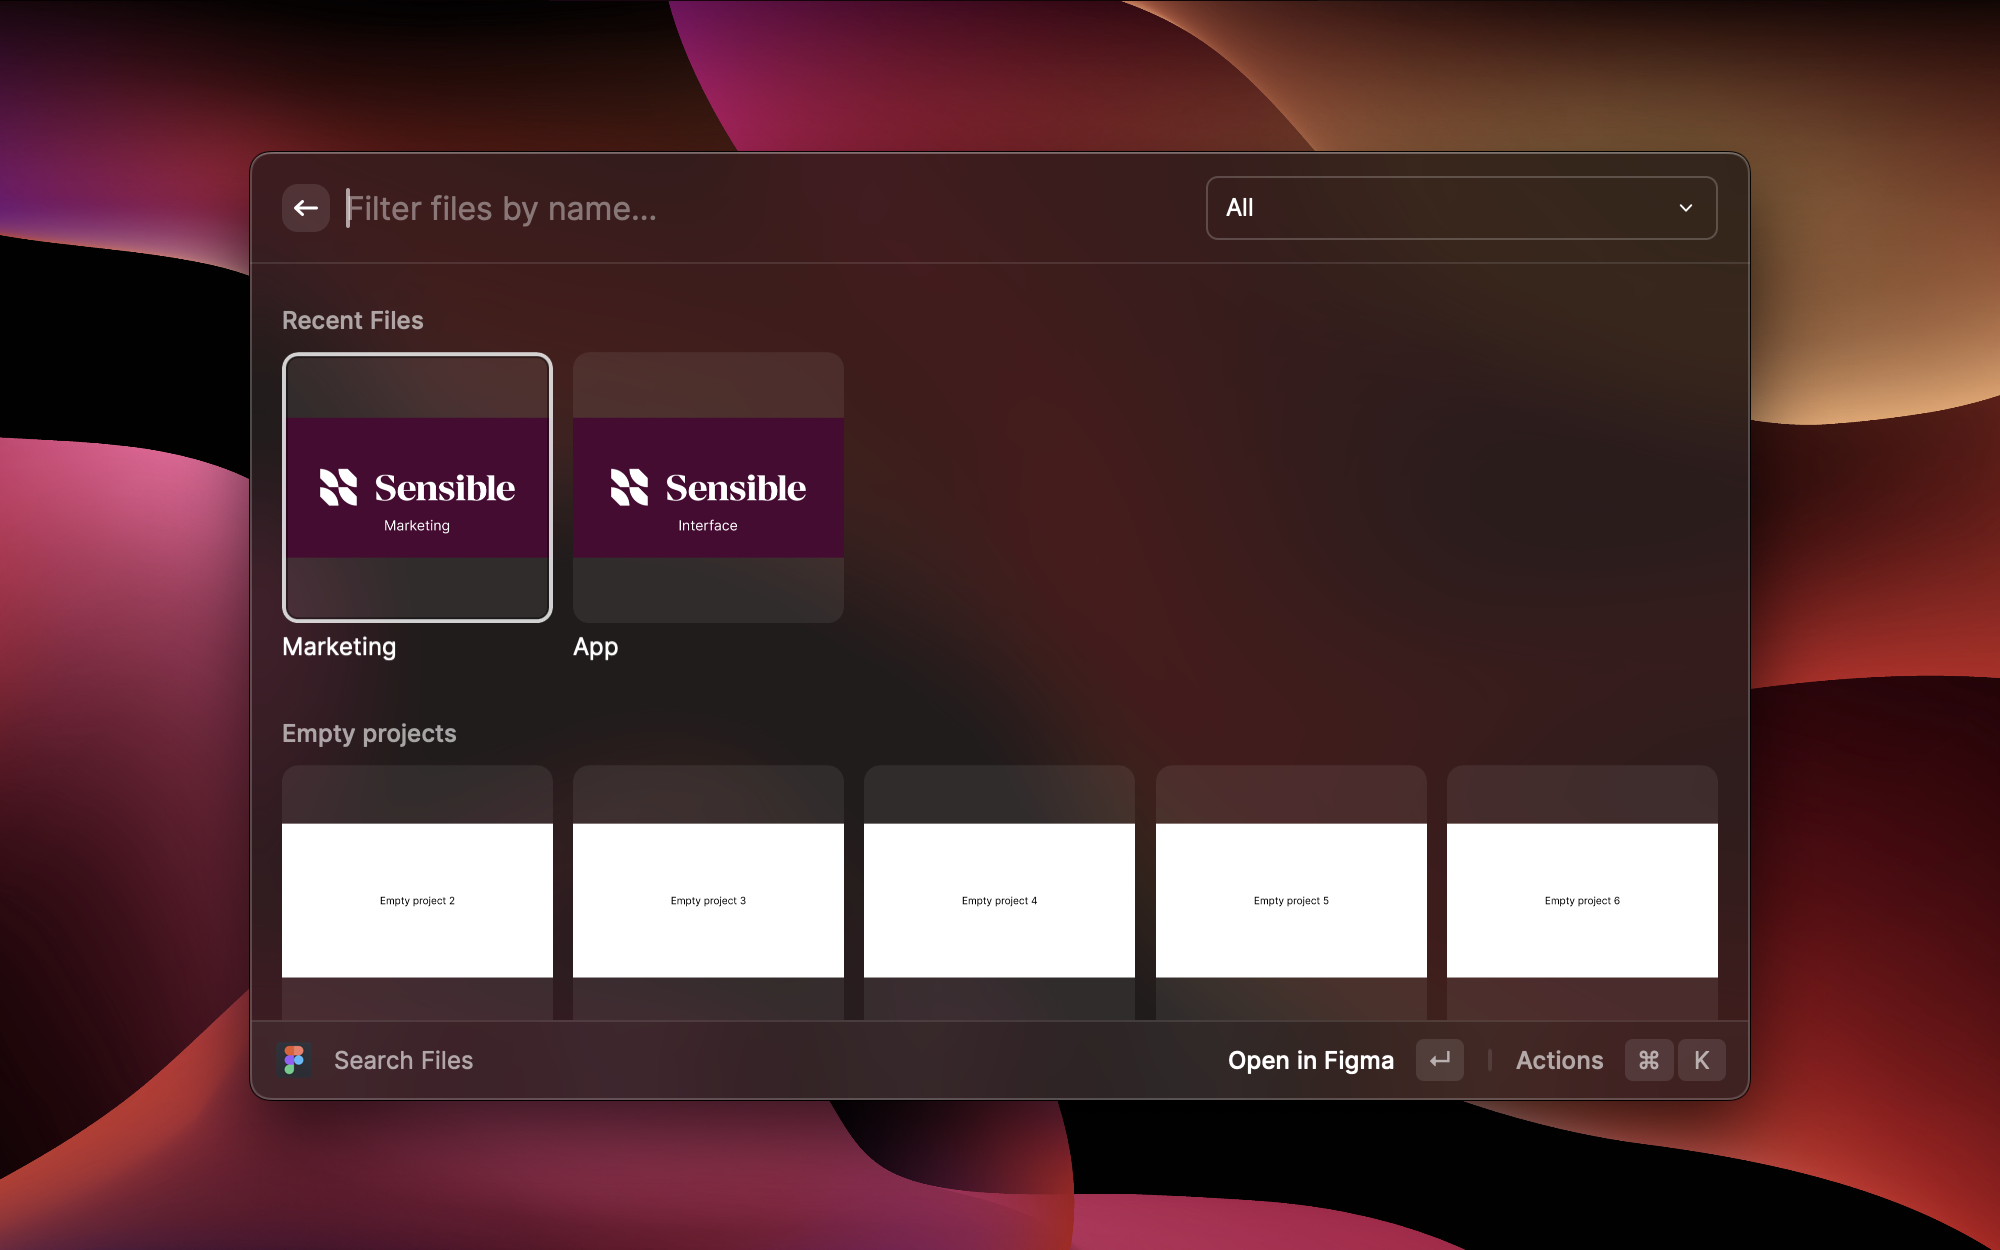 Filter files by name...
All
Recent Files
Sensible
Marketing
Sensible
Interface
Marketing
App
Empty projects
Empty project 2
Empty project 3
Empty project 4
Empty project 5
Empty project 6
Search Files
Open in Figma
Actions
⌘
K